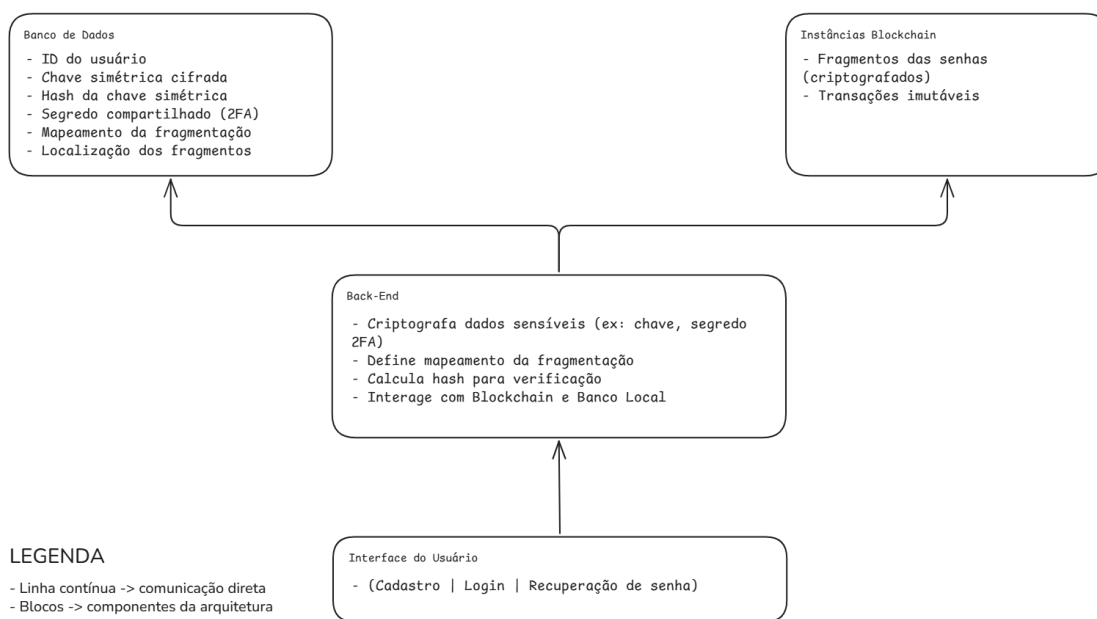 Banco de Dados
- ID do usuário
- Chave simétrica cifrada
- Hash da chave simétrica
- Segredo compartilhado (2FA)
- Mapeamento da fragmentação
- Localização dos fragmentos
Instâncias Blockchain
- Fragmentos das senhas
(criptografados)
- Transações imutáveis
Back-End
- Criptografa dados sensíveis (ex: chave, segredo
2FA)
- Define mapeamento da fragmentação
- Calcula hash para verificação
- Interage com Blockchain e Banco Local
Interface do Usuário
- (Cadastro | Login | Recuperação de senha)
LEGENDA
- Linha contínua -> comunicação direta
- Blocos -> componentes da arquitetura